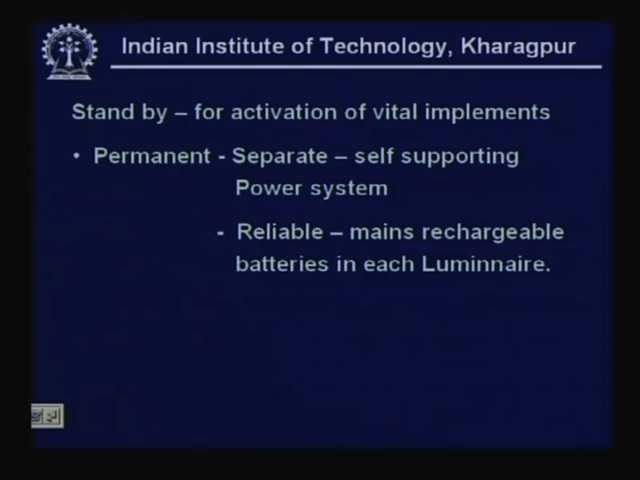 Indian Institute of Technology, Kharagpur
Stand by – for activation of vital implements
• Permanent - Separate – self supporting
Power system
- Reliable – mains rechargeable
batteries in each Luminnaire.